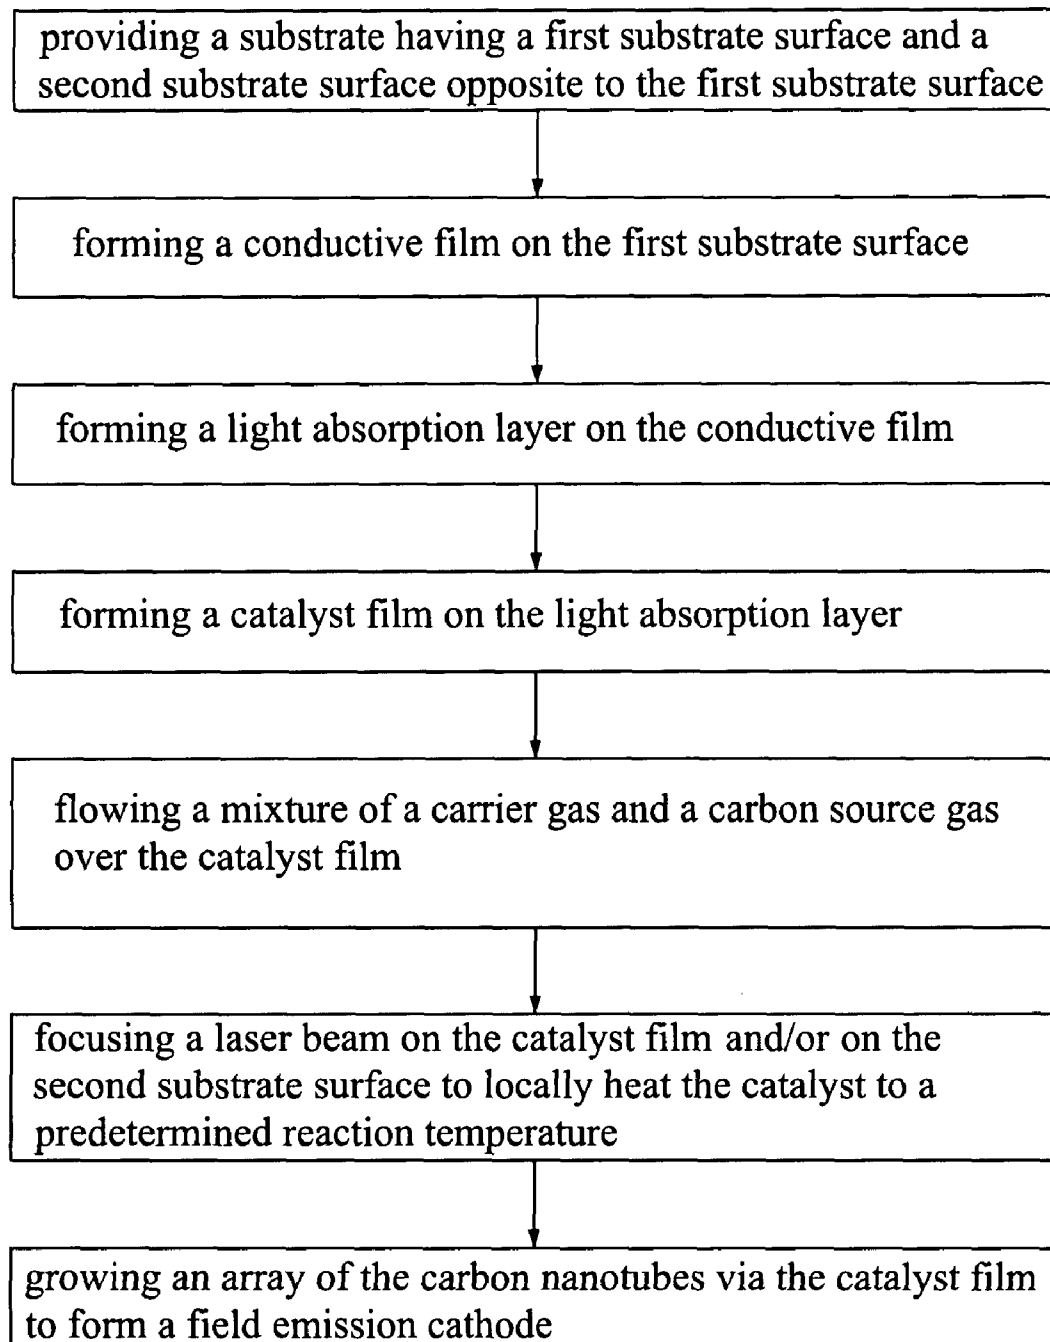 providing a substrate having a first substrate surface and a
second substrate surface opposite to the first substrate surface
forming a conductive film on the first substrate surface
forming a light absorption layer on the conductive film
forming a catalyst film on the light absorption layer
flowing a mixture of a carrier gas and a carbon source gas
over the catalyst film
focusing a laser beam on the catalyst film and/or on the
second substrate surface to locally heat the catalyst to a
predetermined reaction temperature
growing an array of the carbon nanotubes via the catalyst film
to form a field emission cathode